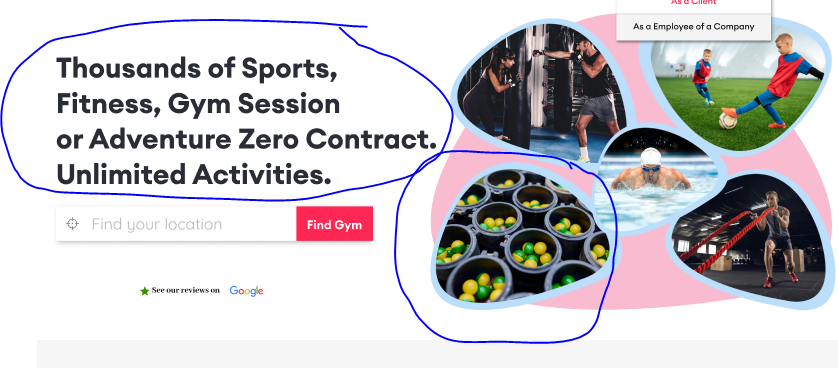 As a Client
As a Employee of a Company
Thousands of Sports,
Fitness, Gym Session
or Adventure Zero Contract.
Unlimited Activities.
Find your location
Find Gym
See our reviews on Google